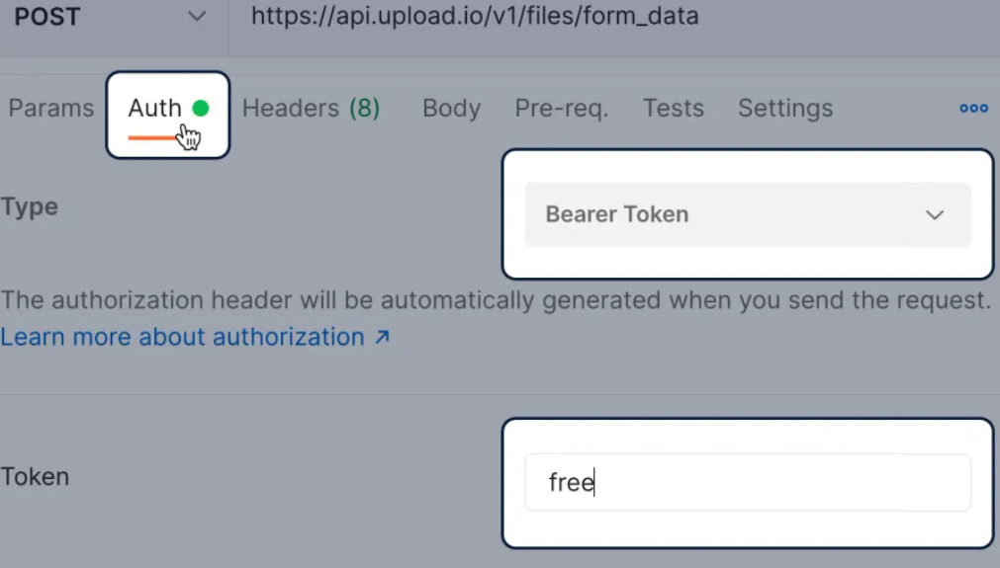 POST https://api.upload.io/v1/files/form_data
Params Auth Headers (8) Body Pre-req. Tests Settings
Type Bearer Token
The authorization header will be automatically generated when you send the request.
Learn more about authorization ↗
Token free